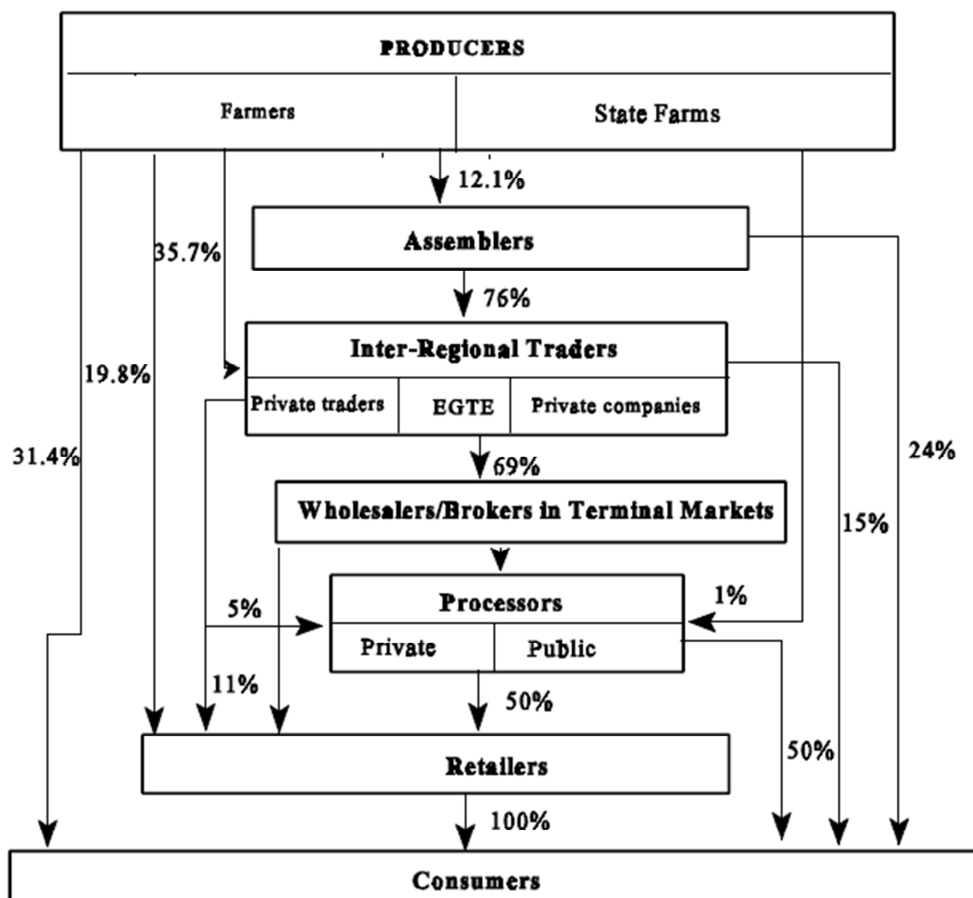 PRODUCERS
Farmers
State Farms
12.1%
Assemblers
35.7%
76%
Inter-Regional Traders
19.8%
Private traders
EGTE
Private companies
31.4%
69%
24%
Wholesalers/Brokers in Terminal Markets
15%
Processors
5%
1%
Private
Public
11%
50%
50%
Retailers
100%
Consumers